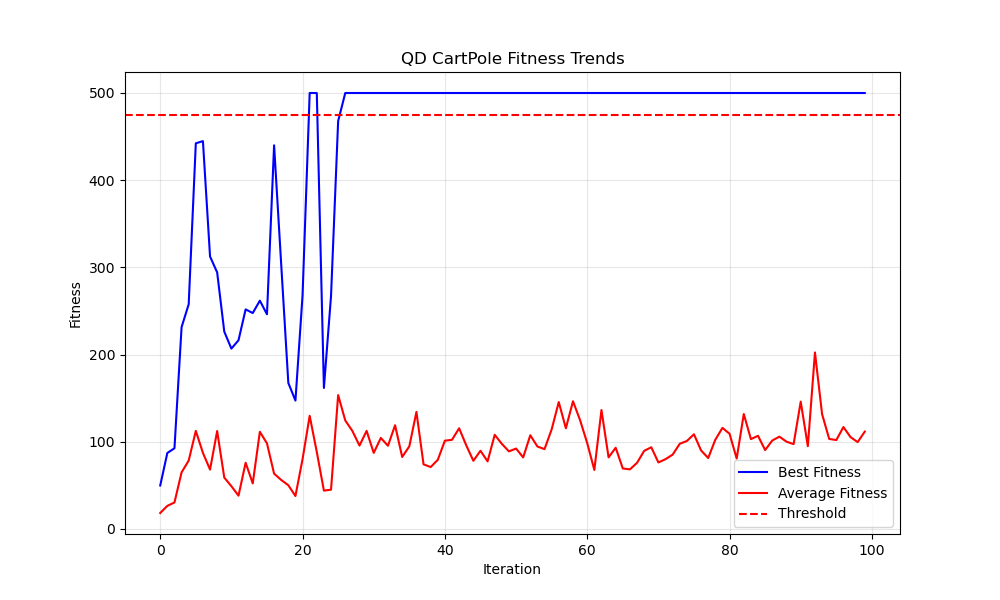 QD CartPole Fitness Trends
500
400
300
200
100
0
Fitness
0 20 40 60 80 100
Iteration
Best Fitness
Average Fitness
Threshold